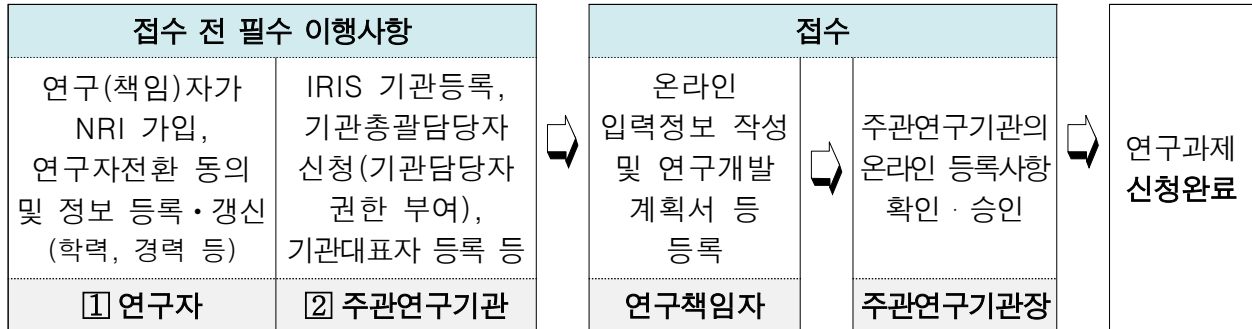 접수 전 필수 이행사항
연구(책임)자가
NRI 가입,
연구자전환 동의
및 정보 등록·갱신
(학력, 경력 등)
1 연구자
IRIS 기관등록,
기관총괄담당자
신청(기관담당자
권한 부여),
기관대표자 등록 등
2 주관연구기관
접수
온라인
입력정보 작성
및 연구개발
계획서 등
등록
연구책임자
주관연구기관의
온라인 등록사항
확인 · 승인
주관연구기관장
연구과제
신청완료